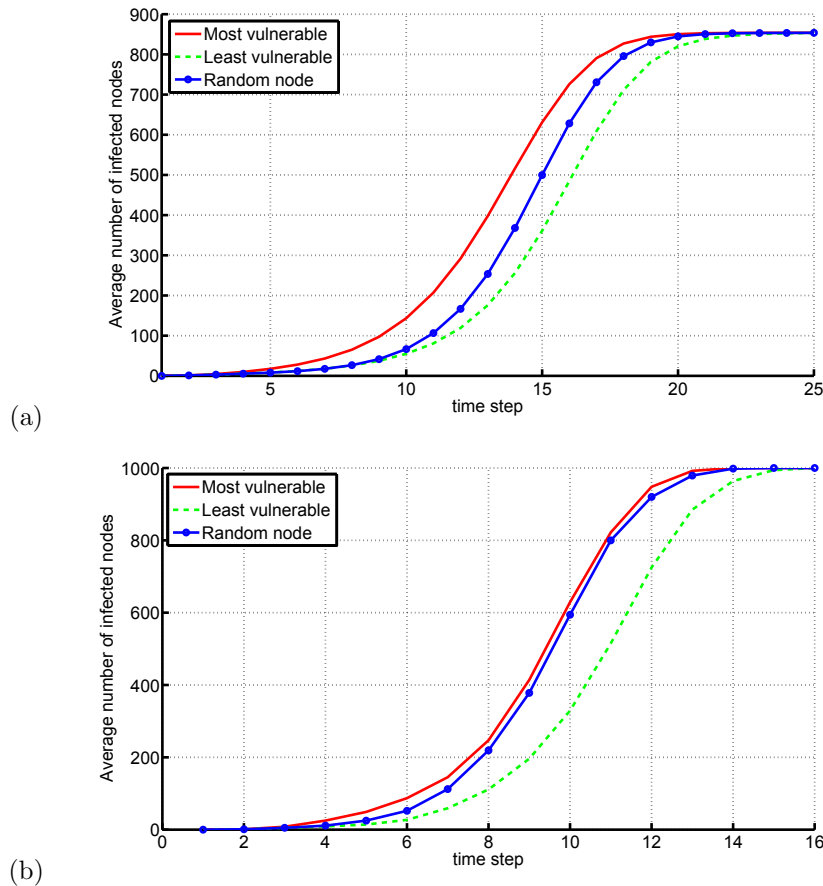 900
800
700
600
500
400
300
200
100
0
Average number of infected nodes
Most vulnerable
Least vulnerable
Random node
5 10 15 20 25
time step
(a)
1000
800
600
400
200
0
Average number of infected nodes
Most vulnerable
Least vulnerable
Random node
0 2 4 6 8 10 12 14 16
time step
(b)